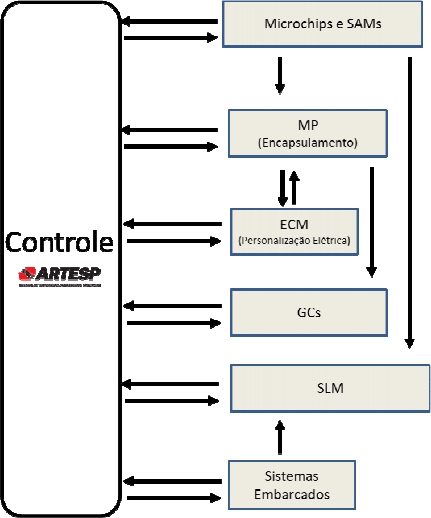 Microchips e SAMs
MP
(Encapsulamento)
ECM
(Personalização Elétrica)
Controle
ARTESP
GCs
SLM
Sistemas
Embarcados